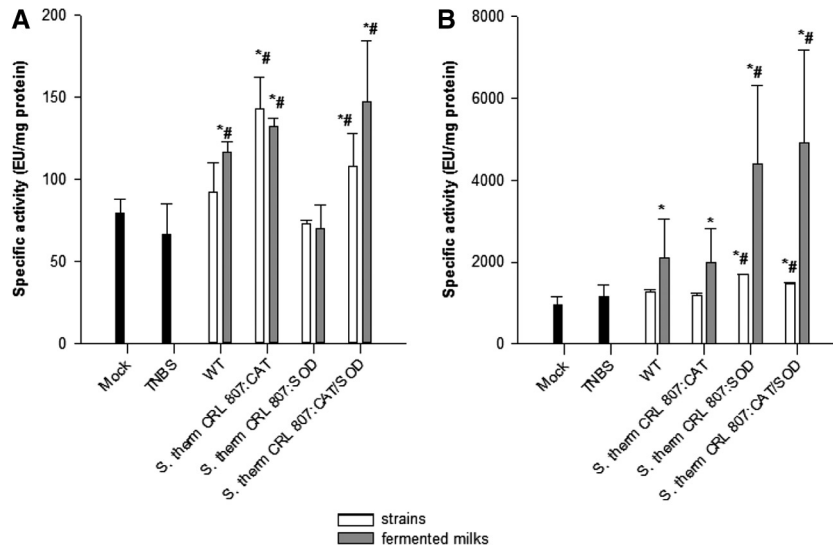 A
Specific activity (EU/mg protein)
200
150
100
50
0
*#
*#
*#
*#
*#
Mock
TNBS
WT
S. therm CRL 807:CAT
S. therm CRL 807:SOD
S. therm CRL 807:CAT/SOD
B
Specific activity (EU/mg protein)
8000
6000
4000
2000
0
*
*
*#
*#
*#
*#
Mock
TNBS
WT
S. therm CRL 807:CAT
S. therm CRL 807:SOD
S. therm CRL 807:CAT/SOD
strains
fermented milks